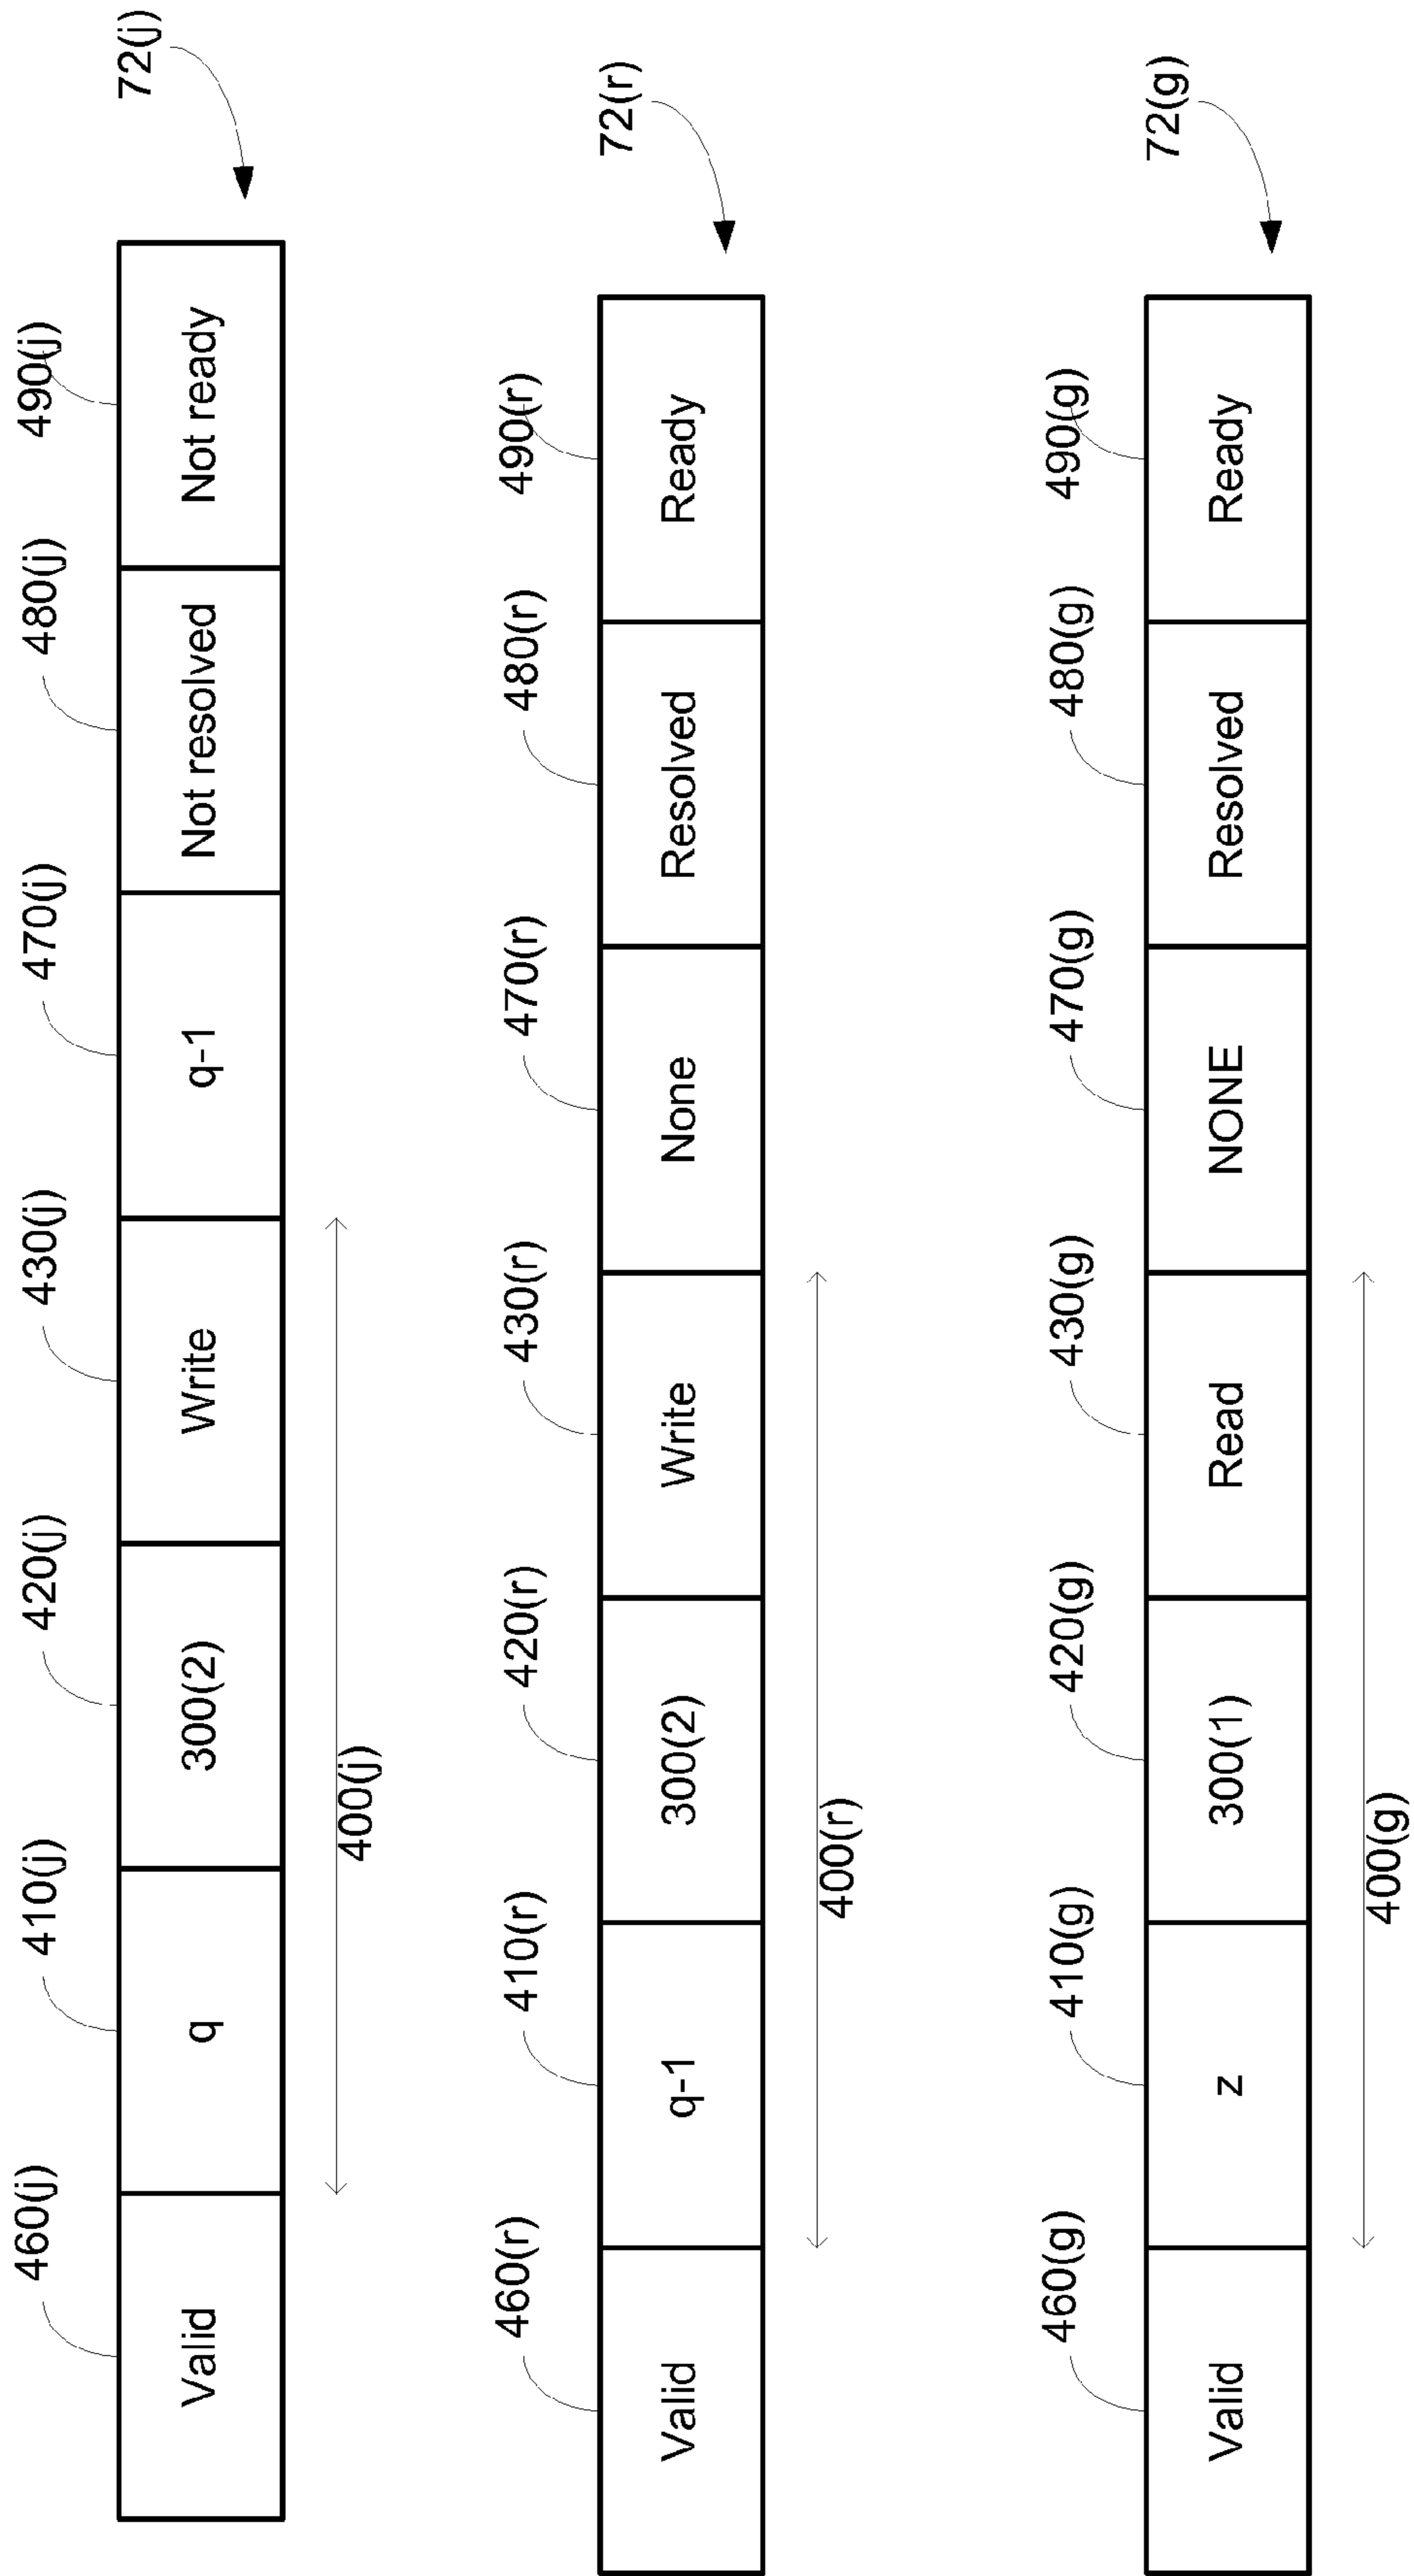 460(j) 410(j) 420(j) 430(j) 470(j) 480(j) 490(j)
72(j)
Valid q 300(2) Write q-1 Not resolved Not ready
400(j)
460(r) 410(r) 420(r) 430(r) 470(r) 480(r) 490(r)
72(r)
Valid q-1 300(2) Write None Resolved Ready
400(r)
460(g) 410(g) 420(g) 430(g) 470(g) 480(g) 490(g)
72(g)
Valid z 300(1) Read NONE Resolved Ready
400(g)